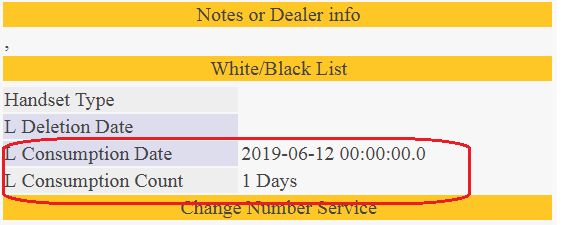 Notes or Dealer info
,
White/Black List
Handset Type
L Deletion Date
L Consumption Date 2019-06-12 00:00:00.0
L Consumption Count 1 Days
Change Number Service